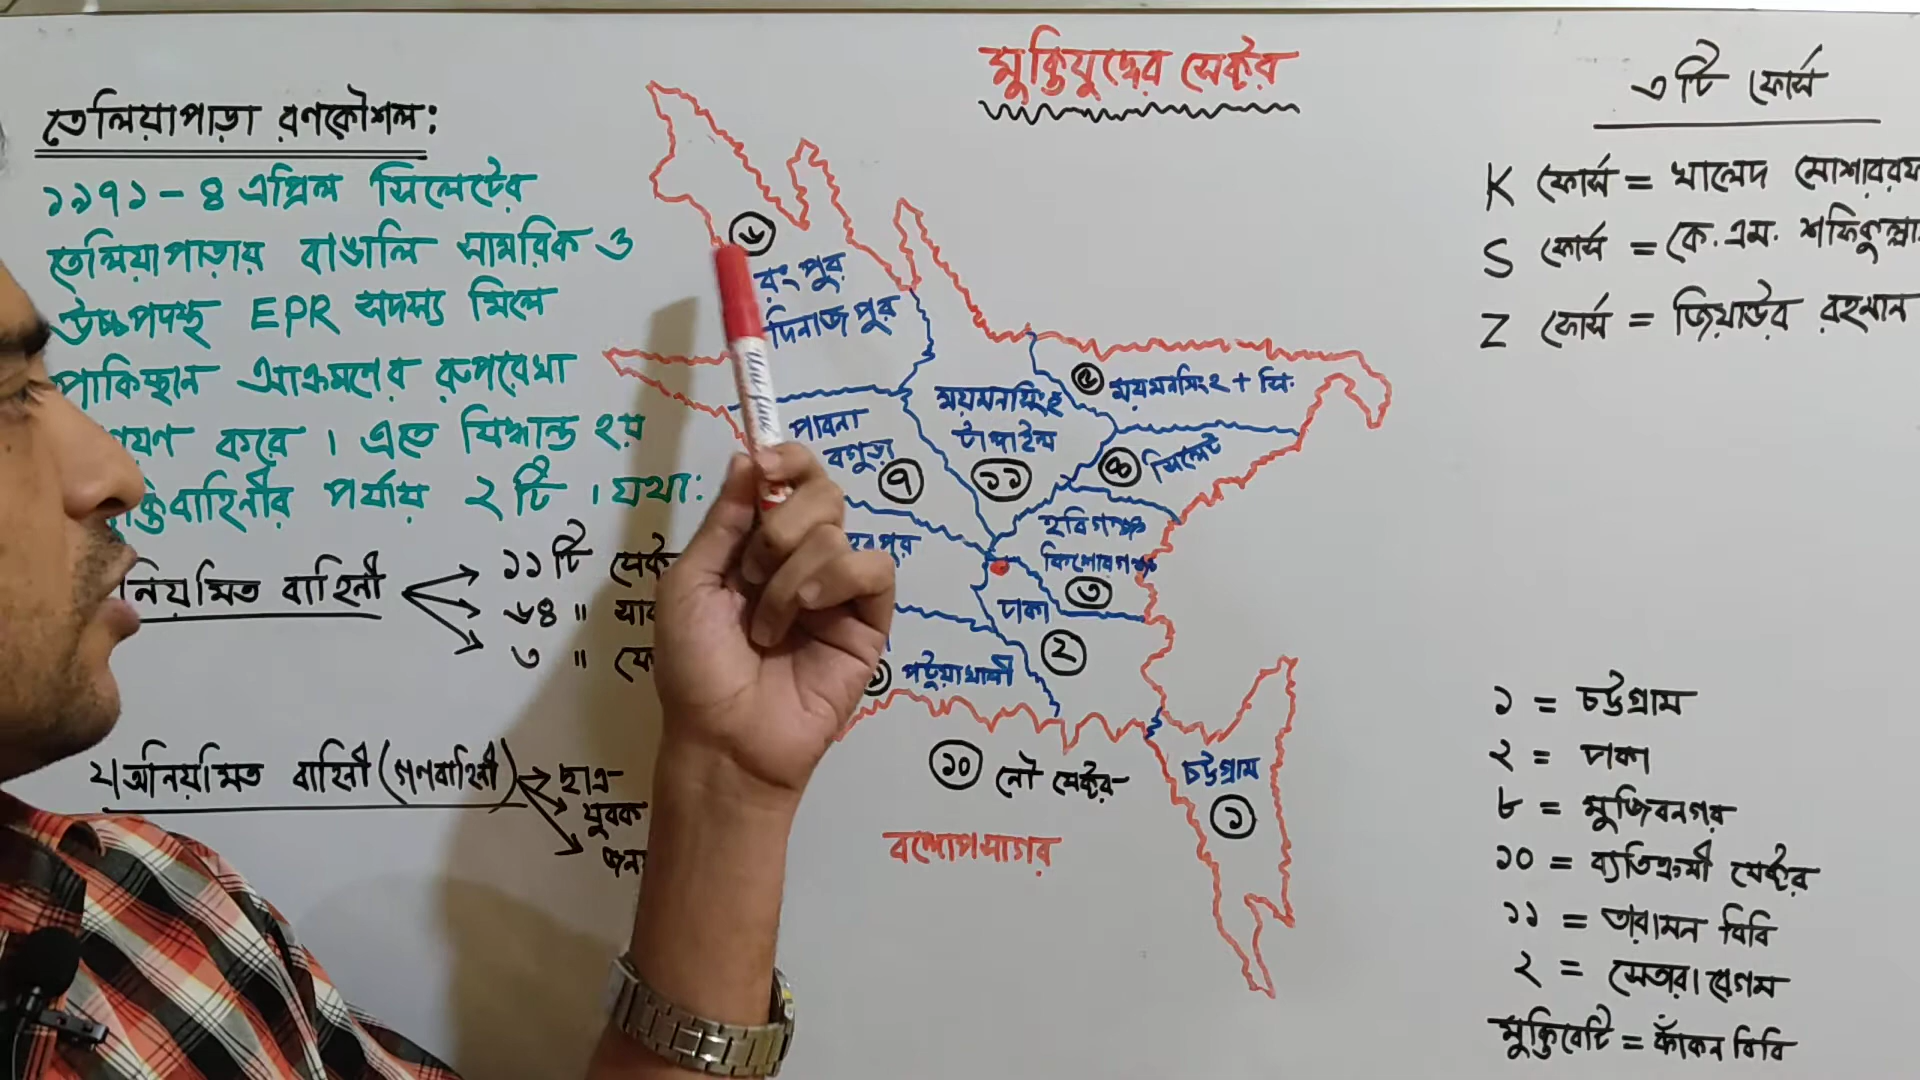 মুক্তিযুদ্ধের সেক্টর
তেলিয়াপাড়া রণকৌশল:
১৯৭১ - ৪ এপ্রিল সিলেটের
তেলিয়াপাড়ায় বাঙালি সামরিক ও
উচ্চপদস্থ EPR সদস্য মিলে
পাকিস্থান আক্রমণের রুপরেখা
করে । এতে সিদ্ধান্ত হয়
পর্যায় ২টি । যথা:
নিয়মিত বাহিনী
১১ টি
৬৪ "
৩ "
২। অনিয়মিত বাহিনী (গণবাহিনী)
ছাত্র
যুবক
৬
রংপুর
দিনাজপুর
পাবনা
বগুড়া
৭
ময়মনসিংহ
টাঙ্গাইল
১১
৫ ময়মনসিংহ + সি.
৪ সিলেট
হবিগঞ্জ
কিশোরগঞ্জ
৩
ঢাকা
২
পটুয়াখালী
১০ নৌ সেক্টর
চট্টগ্রাম
১
বঙ্গোপসাগর
৩টি ফোর্স
K ফোর্স = খালেদ মোশাররফ
S ফোর্স = কে.এম. শফিউল্লা
Z ফোর্স = জিয়াউর রহমান
১ = চট্টগ্রাম
২ = ঢাকা
৮ = মুজিবনগর
১০ = ব্যতিক্রমী সেক্টর
১১ = তারামন বিবি
২ = সেতারা বেগম
মুক্তিবেটি = কাঁকন বিবি